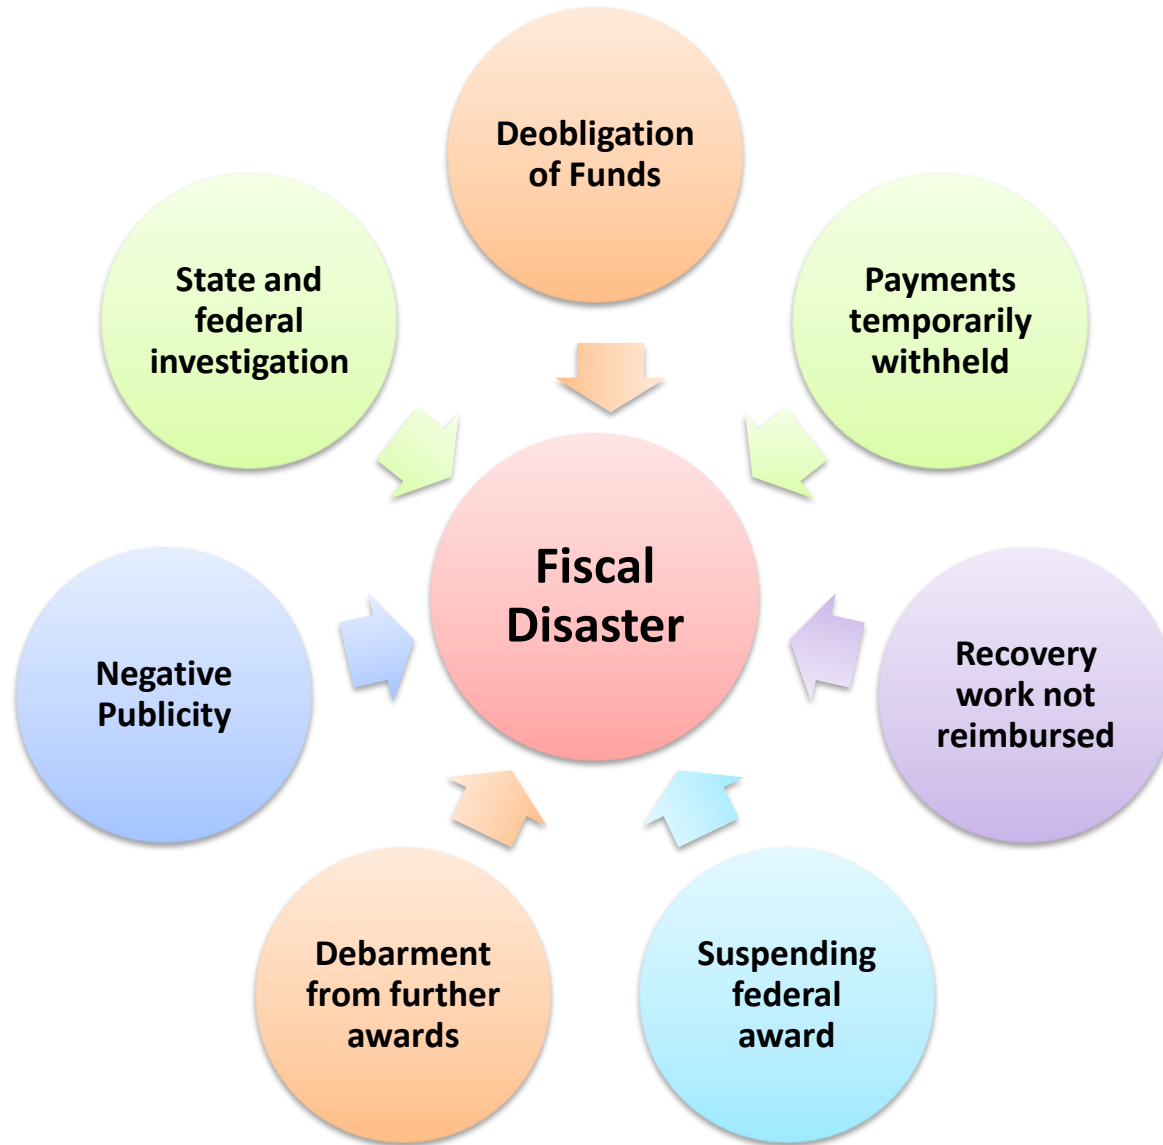 Deobligation
of Funds
Payments
temporarily
withheld
Recovery
work not
reimbursed
Suspending
federal
award
Debarment
from further
awards
Negative
Publicity
State and
federal
investigation
Fiscal
Disaster